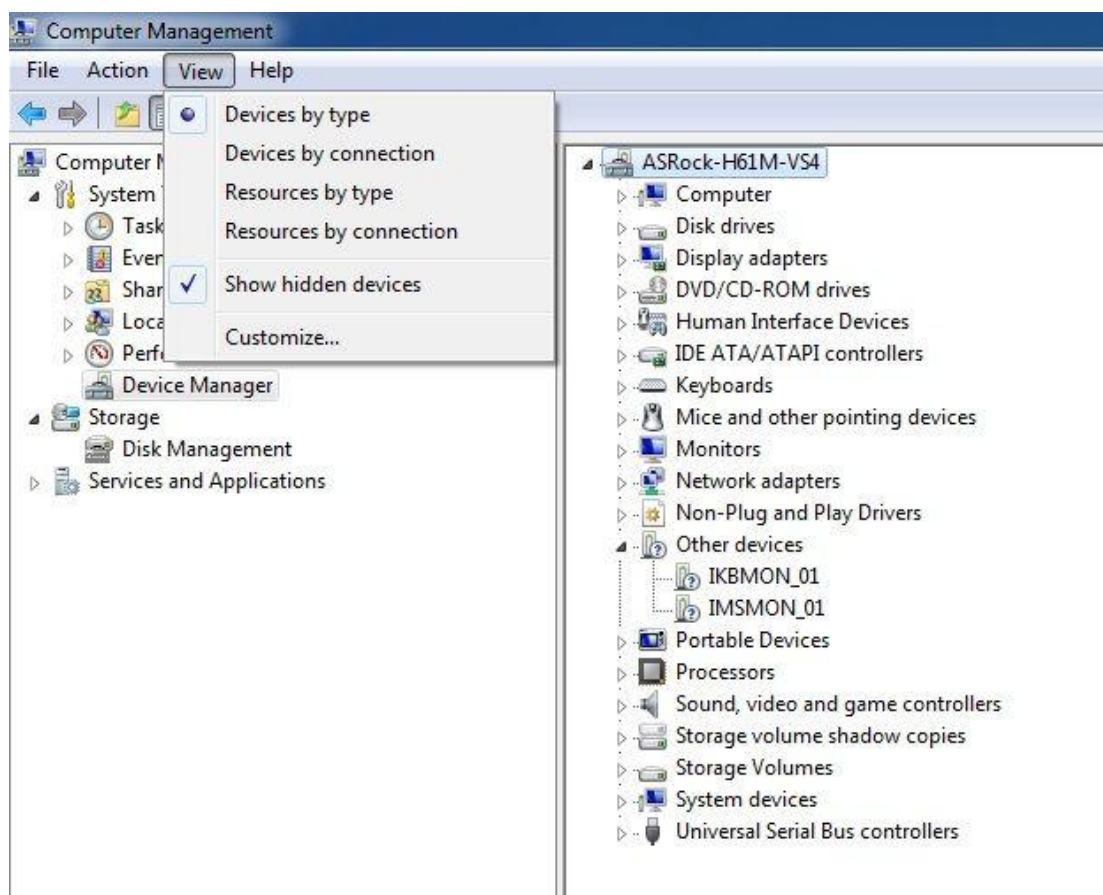 Computer Management
File Action View Help
Devices by type
Devices by connection
Resources by type
Resources by connection
Show hidden devices
Customize...
Computer M
System T
Task
Even
Shar
Loca
Perfo
Device Manager
Storage
Disk Management
Services and Applications
ASRock-H61M-VS4
Computer
Disk drives
Display adapters
DVD/CD-ROM drives
Human Interface Devices
IDE ATA/ATAPI controllers
Keyboards
Mice and other pointing devices
Monitors
Network adapters
Non-Plug and Play Drivers
Other devices
IKBMON_01
IMSMON_01
Portable Devices
Processors
Sound, video and game controllers
Storage volume shadow copies
Storage Volumes
System devices
Universal Serial Bus controllers